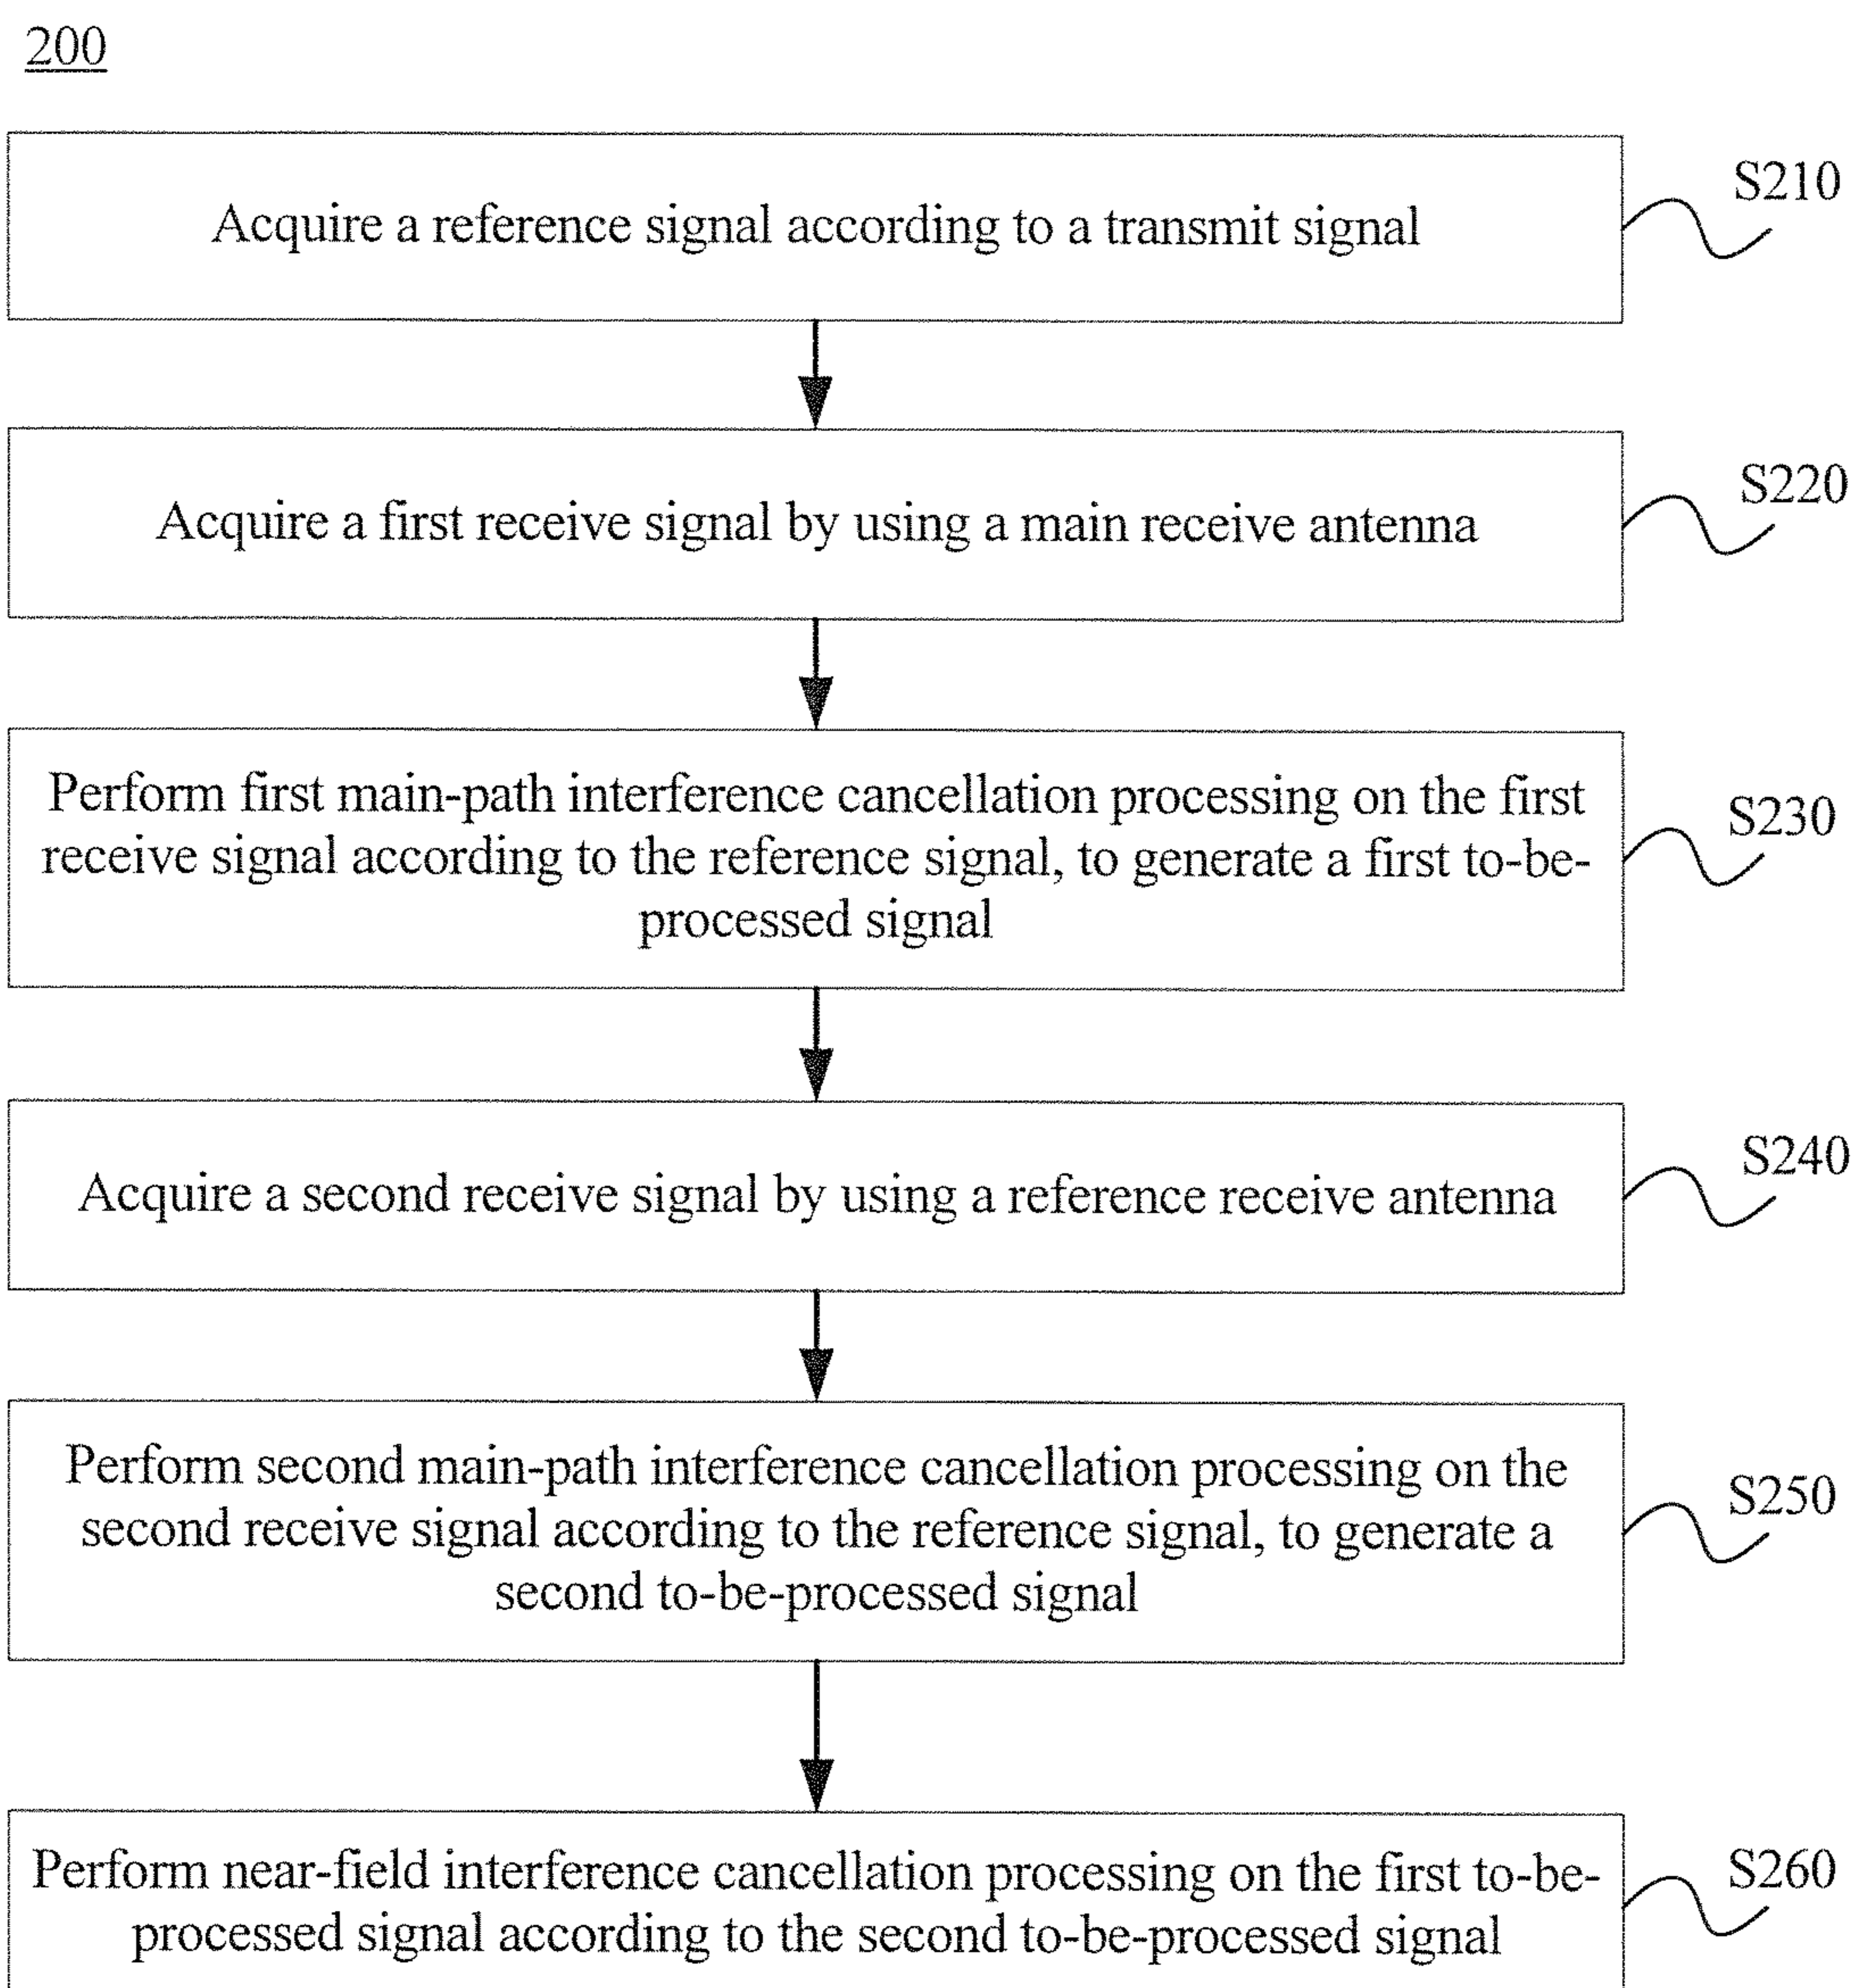 200
Acquire a reference signal according to a transmit signal
S210
Acquire a first receive signal by using a main receive antenna
S220
Perform first main-path interference cancellation processing on the first
receive signal according to the reference signal, to generate a first to-be-
processed signal
S230
Acquire a second receive signal by using a reference receive antenna
S240
Perform second main-path interference cancellation processing on the
second receive signal according to the reference signal, to generate a
second to-be-processed signal
S250
Perform near-field interference cancellation processing on the first to-be-
processed signal according to the second to-be-processed signal
S260